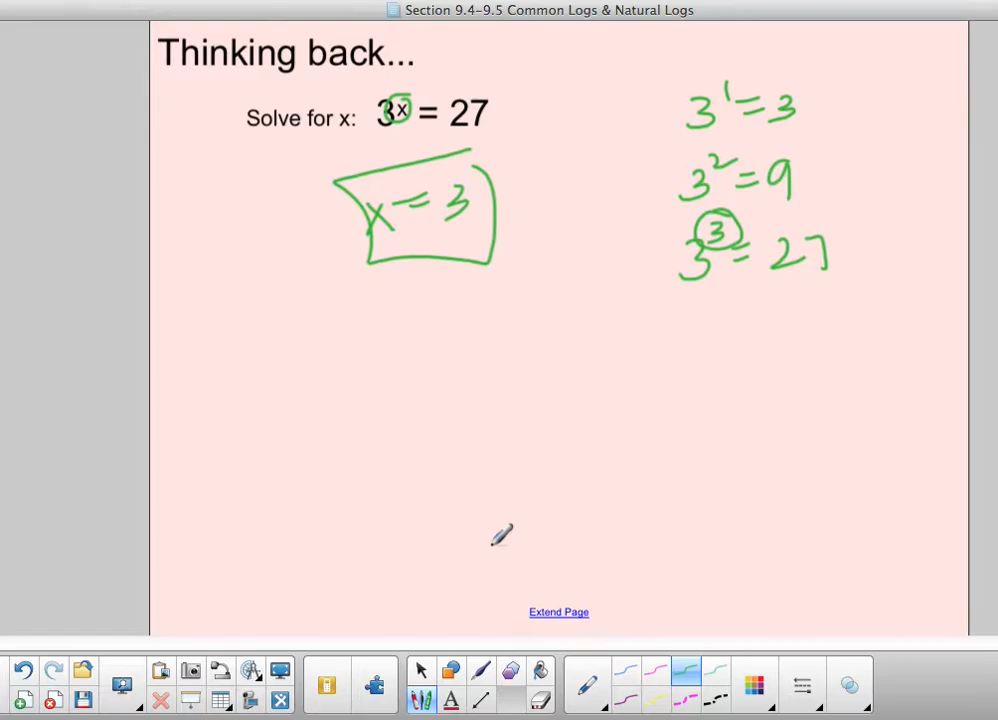 Section 9.4-9.5 Common Logs & Natural Logs
Thinking back...
Solve for x: 3ˣ = 27
x = 3
3¹ = 3
3² = 9
3³ = 27
Extend Page